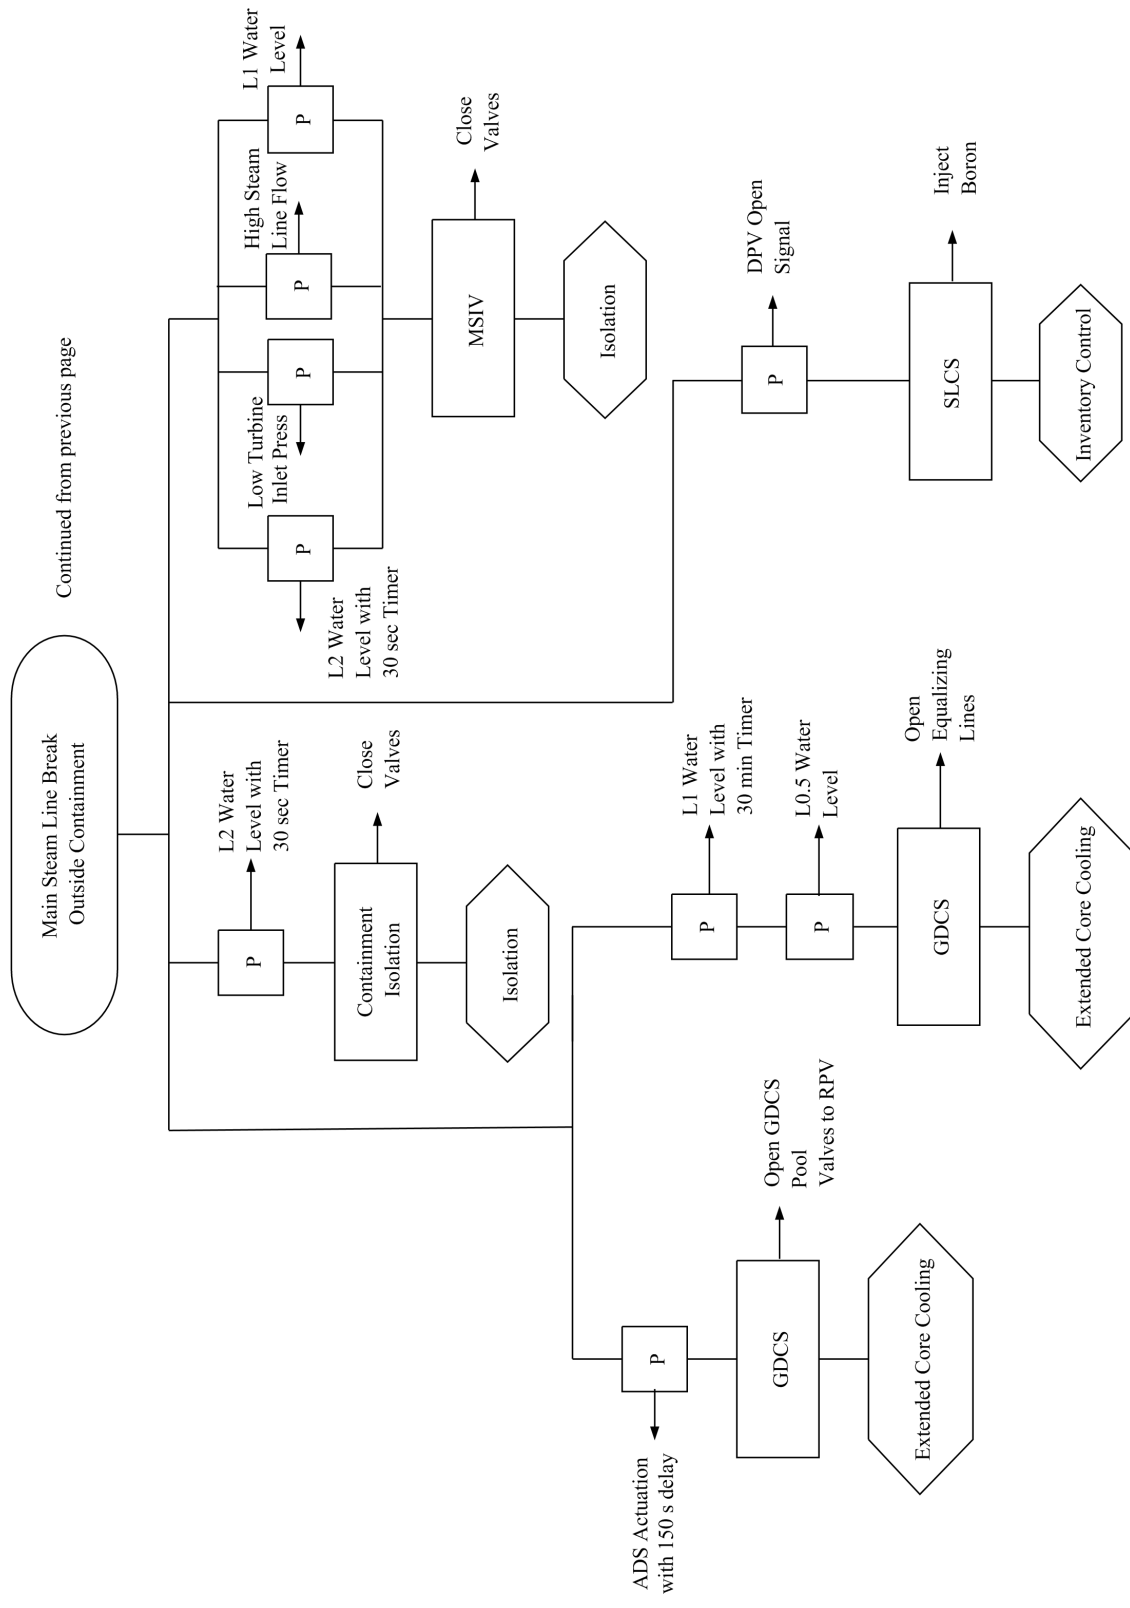 Continued from previous page
Main Steam Line Break
Outside Containment
L2 Water
Level with
30 sec Timer
P
Containment
Isolation
Close
Valves
Isolation
L2 Water
Level with
30 sec Timer
P
Low Turbine
Inlet Press
P
High Steam
Line Flow
P
L1 Water
Level
P
MSIV
Close
Valves
Isolation
ADS Actuation
with 150 s delay
P
GDCS
Open GDCS
Pool
Valves to RPV
Extended Core Cooling
P
L1 Water
Level with
30 min Timer
P
L0.5 Water
Level
GDCS
Open
Equalizing
Lines
Extended Core Cooling
P
DPV Open
Signal
SLCS
Inject
Boron
Inventory Control